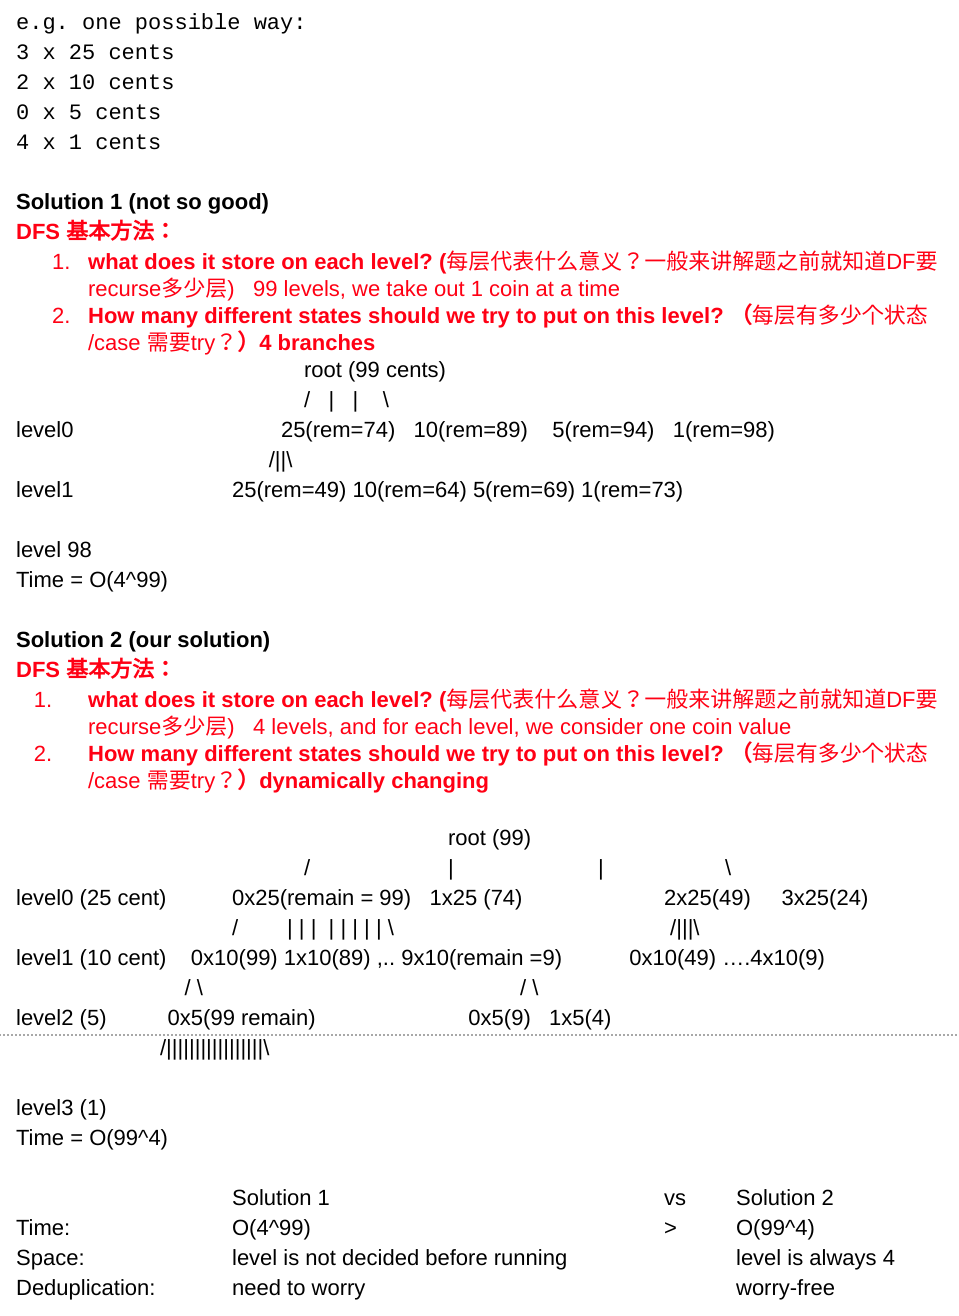 e.g. one possible way:
3 x 25 cents
2 x 10 cents
0 x 5 cents
4 x 1 cents
Solution 1 (not so good)
DFS 基本方法：
1. what does it store on each level? (每层代表什么意义？一般来讲解题之前就知道DF要
recurse多少层)   99 levels, we take out 1 coin at a time
2. How many different states should we try to put on this level? （每层有多少个状态
/case 需要try？）4 branches
root (99 cents)
/ | | \
level0 25(rem=74) 10(rem=89) 5(rem=94) 1(rem=98)
/||\
level1 25(rem=49) 10(rem=64) 5(rem=69) 1(rem=73)
level 98
Time = O(4^99)
Solution 2 (our solution)
DFS 基本方法：
1. what does it store on each level? (每层代表什么意义？一般来讲解题之前就知道DF要
recurse多少层)   4 levels, and for each level, we consider one coin value
2. How many different states should we try to put on this level? （每层有多少个状态
/case 需要try？）dynamically changing
root (99)
/ | | \
level0 (25 cent) 0x25(remain = 99) 1x25 (74) 2x25(49) 3x25(24)
/ | | | | | | | | \ /|||\
level1 (10 cent) 0x10(99) 1x10(89) ,.. 9x10(remain =9) 0x10(49) ….4x10(9)
/ \ / \
level2 (5) 0x5(99 remain) 0x5(9) 1x5(4)
/|||||||||||||||||\
level3 (1)
Time = O(99^4)
Solution 1 vs Solution 2
Time: O(4^99) > O(99^4)
Space: level is not decided before running level is always 4
Deduplication: need to worry worry-free